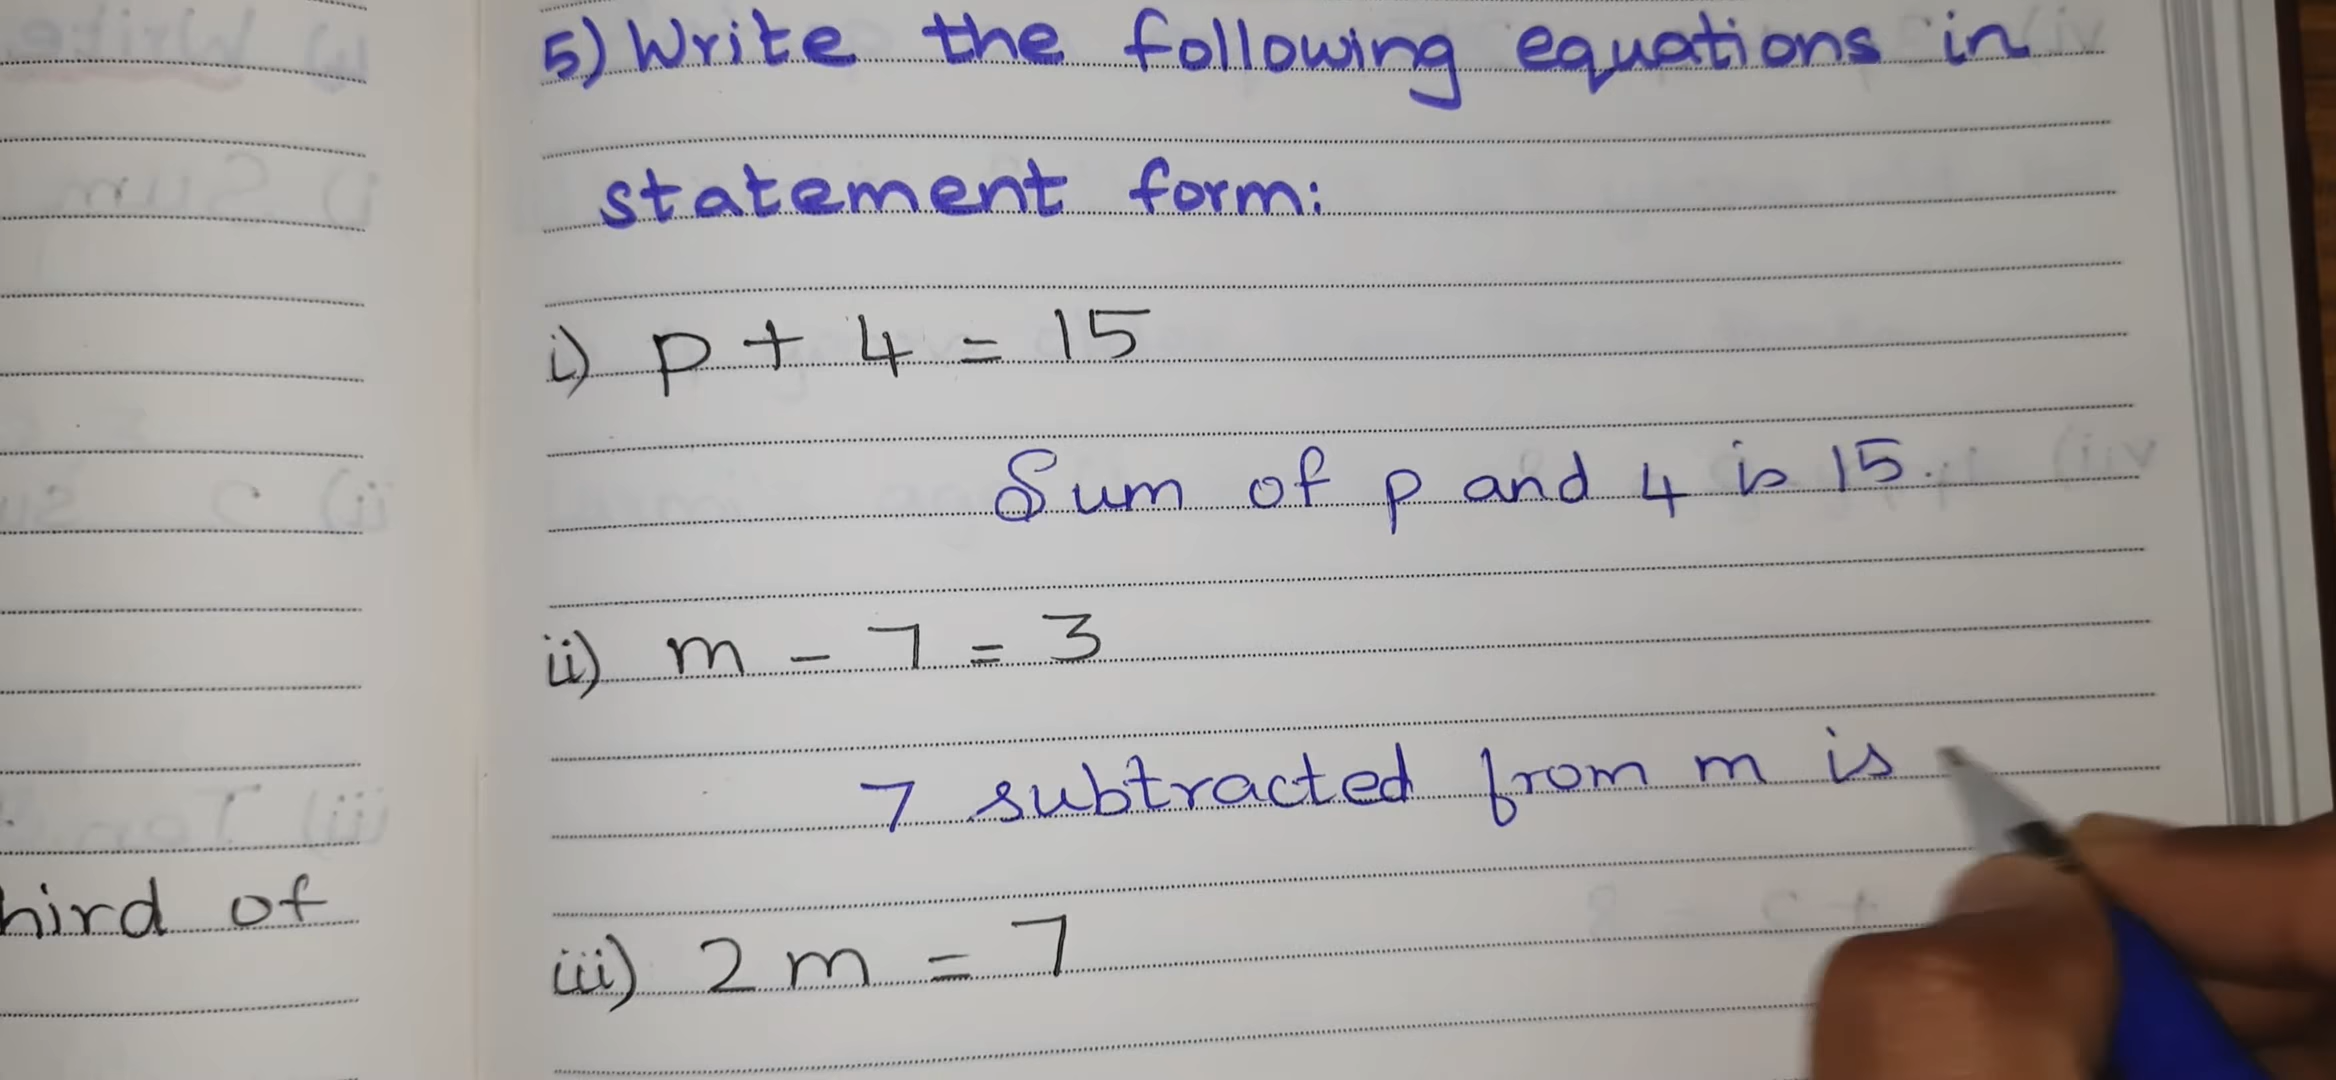 5) Write the following equations in
statement form:
i) p + 4 = 15
Sum of p and 4 is 15.
ii) m - 7 = 3
7 subtracted from m is
hird of
iii) 2m = 7